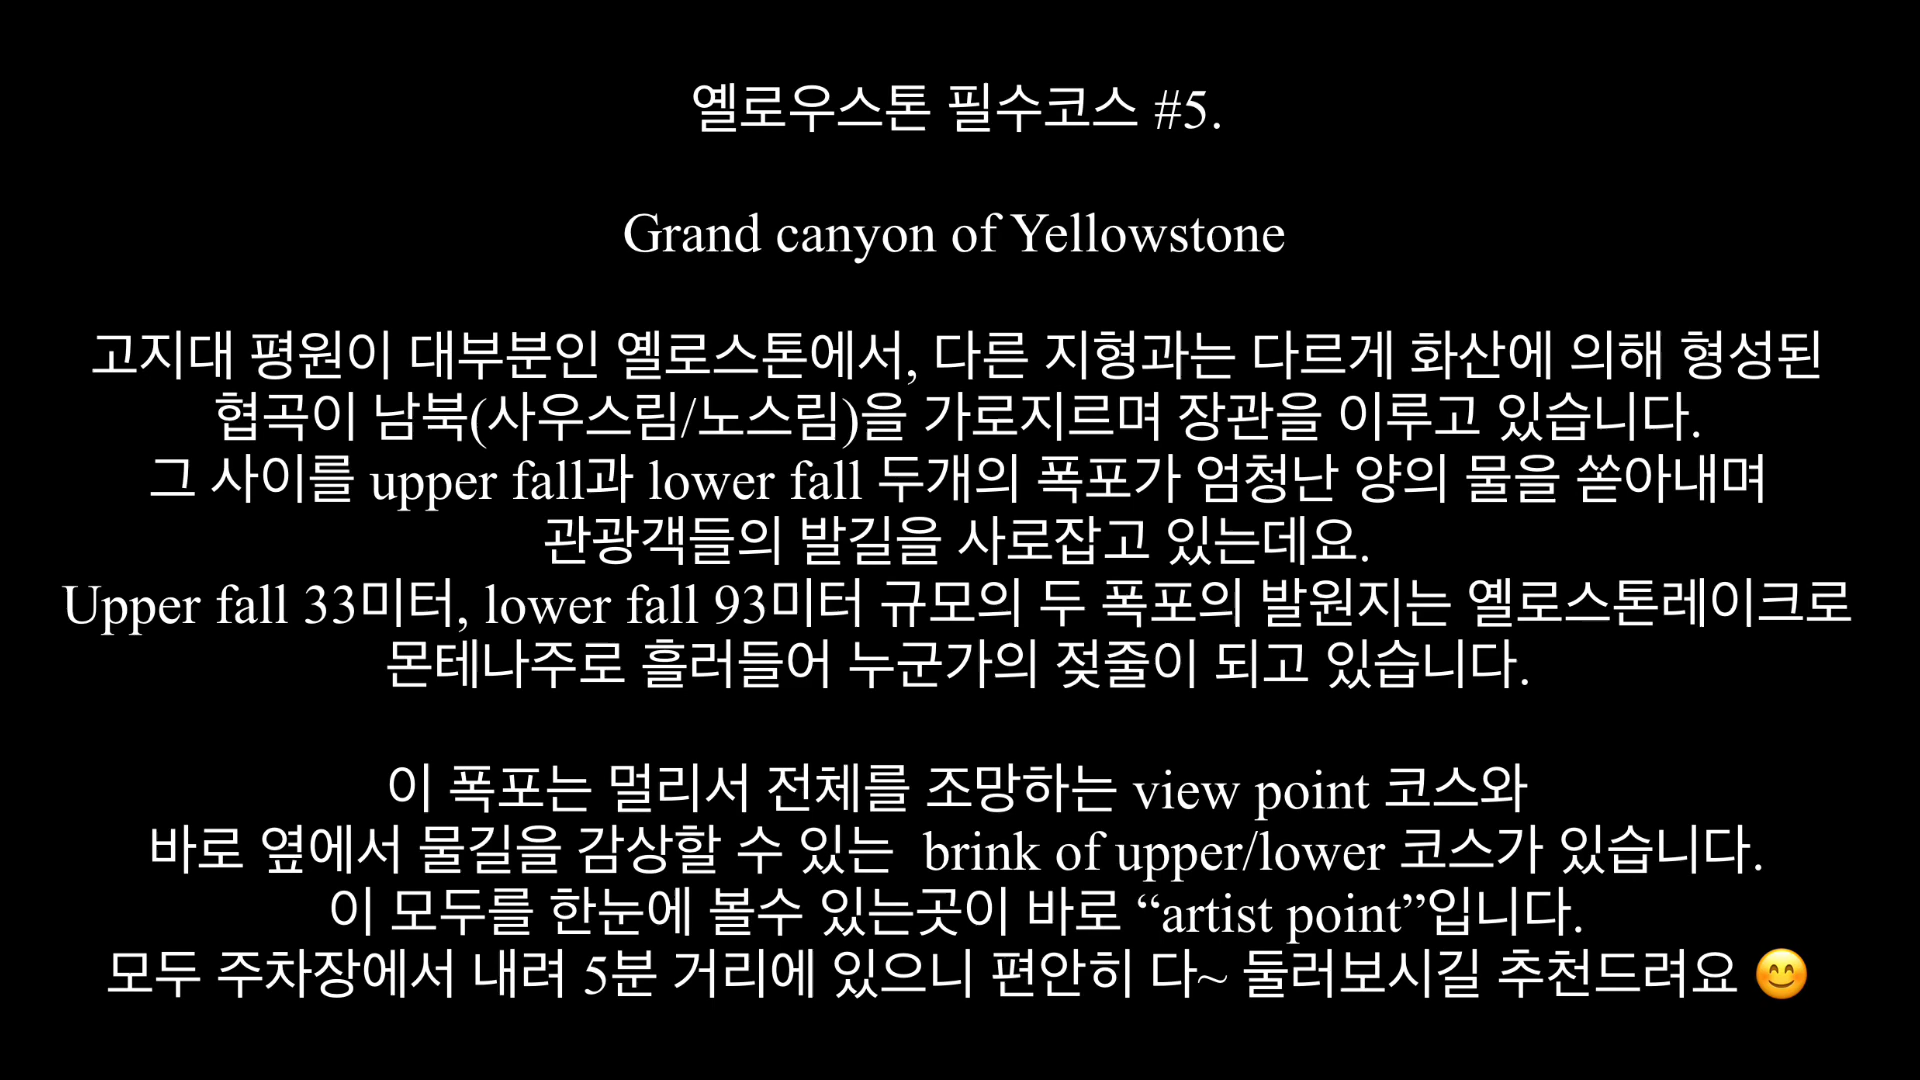 옐로우스톤 필수코스 #5.
Grand canyon of Yellowstone
고지대 평원이 대부분인 옐로스톤에서, 다른 지형과는 다르게 화산에 의해 형성된
협곡이 남북(사우스림/노스림)을 가로지르며 장관을 이루고 있습니다.
그 사이를 upper fall과 lower fall 두개의 폭포가 엄청난 양의 물을 쏟아내며
관광객들의 발길을 사로잡고 있는데요.
Upper fall 33미터, lower fall 93미터 규모의 두 폭포의 발원지는 옐로스톤레이크로
몬테나주로 흘러들어 누군가의 젖줄이 되고 있습니다.
이 폭포는 멀리서 전체를 조망하는 view point 코스와
바로 옆에서 물길을 감상할 수 있는  brink of upper/lower 코스가 있습니다.
이 모두를 한눈에 볼수 있는곳이 바로 “artist point”입니다.
모두 주차장에서 내려 5분 거리에 있으니 편안히 다~ 둘러보시길 추천드려요 😊